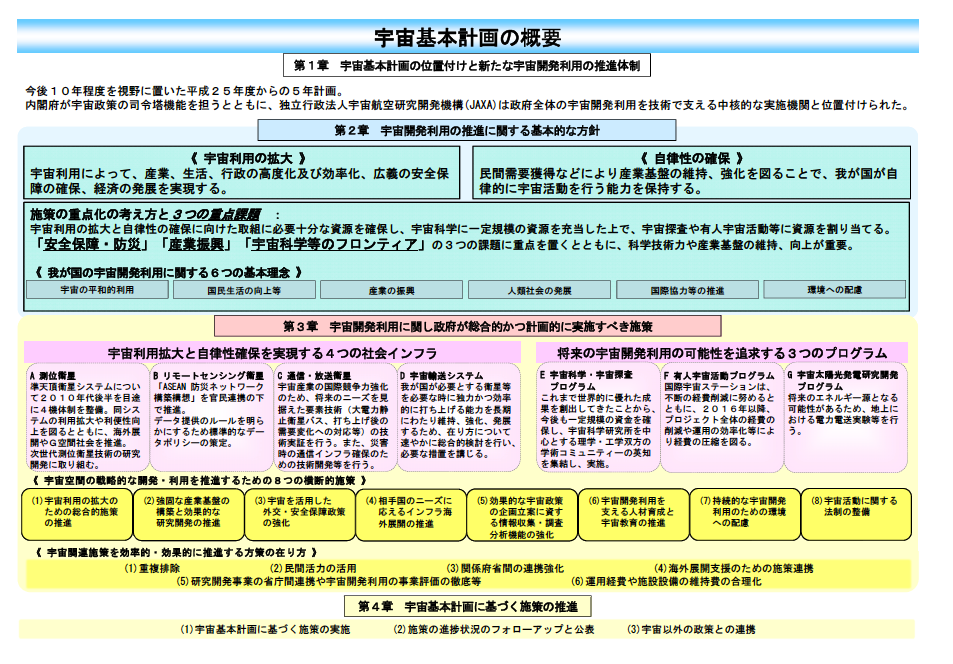 宇宙基本計画の概要
第1章　宇宙基本計画の位置付けと新たな宇宙開発利用の推進体制
今後１０年程度を視野に置いた平成２５年度からの５年計画。
内閣府が宇宙政策の司令塔機能を担うとともに、独立行政法人宇宙航空研究開発機構(JAXA)は政府全体の宇宙開発利用を技術で支える中核的な実施機関と位置付けられた。
第２章　宇宙開発利用の推進に関する基本的な方針
《 宇宙利用の拡大 》
宇宙利用によって、産業、生活、行政の高度化及び効率化、広義の安全保
障の確保、経済の発展を実現する。
《 自律性の確保 》
民間需要獲得などにより産業基盤の維持、強化を図ることで、我が国が自
律的に宇宙活動を行う能力を保持する。
施策の重点化の考え方と３つの重点課題　：
宇宙利用の拡大と自律性の確保に向けた取組に必要十分な資源を確保し、宇宙科学に一定規模の資源を充当した上で、宇宙探査や有人宇宙活動等に資源を割り当てる。
「安全保障・防災」「産業振興」「宇宙科学等のフロンティア」の３つの課題に重点を置くとともに、科学技術力や産業基盤の維持、向上が重要。
《 我が国の宇宙開発利用に関する６つの基本理念 》
宇宙の平和的利用
国民生活の向上等
産業の振興
人類社会の発展
国際協力等の推進
環境への配慮
第３章　宇宙開発利用に関し政府が総合的かつ計画的に実施すべき施策
宇宙利用拡大と自律性確保を実現する４つの社会インフラ
A 測位衛星
準天頂衛星システムについ
て２０１０年代後半を目途
に４機体制を整備。同シス
テムの利用拡大や利便性向
上を図るとともに、海外展
開やＧ空間社会を推進。
次世代測位衛星技術の研究
開発に取り組む。
B リモートセンシング衛星
「ASEAN 防災ネットワーク
構築構想」を官民連携の下
で推進。
データ提供のルールを明ら
かにするため標準的なデー
タポリシーの策定。
C 通信・放送衛星
宇宙産業の国際競争力強化
のため、将来のニーズを見
据えた要素技術（大電力静
止衛星バス、打ち上げ後の
需要変化への対応等）の技
術実証を行う。また、災害
時の通信インフラ確保のた
めの技術開発等を行う。
D 宇宙輸送システム
我が国が必要とする衛星等
を必要な時に独力かつ効率
的に打ち上げる能力を長期
にわたり維持、強化、発展
するため、在り方について
速やかに総合的検討を行い、
必要な措置を講じる。
将来の宇宙開発利用の可能性を追求する３つのプログラム
E 宇宙科学・宇宙探査
プログラム
これまで世界的に優れた成
果を創出してきたことから、
今後も一定規模の資金を確
保し、宇宙科学研究所を中
心とする理学・工学双方の
学術コミュニティーの英知
を集結し、実施。
F 有人宇宙活動プログラム
国際宇宙ステーションは、
不断の経費削減に努めると
ともに、２０１６年以降、
プロジェクト全体の経費の
削減や運用の効率化等によ
り経費の圧縮を図る。
G 宇宙太陽光発電研究開発
プログラム
将来のエネルギー源となる
可能性があるため、地上に
おける電力電送実験等を行
う。
《 宇宙空間の戦略的な開発・利用を推進するための８つの横断的施策 》
(1)宇宙利用の拡大の
ための総合的施策
の推進
(2)強固な産業基盤の
構築と効果的な
研究開発の推進
(3)宇宙を活用した
外交・安全保障政策
の強化
(4)相手国のニーズに
応えるインフラ海
外展開の推進
(5)効果的な宇宙政策
の企画立案に資す
る情報収集・調査
分析機能の強化
(6)宇宙開発利用を
支える人材育成と
宇宙教育の推進
(7)持続的な宇宙開発
利用のための環境
への配慮
(8)宇宙活動に関する
法制の整備
《 宇宙関連施策を効率的・効果的に推進する方策の在り方 》
(1)重複排除
(2)民間活力の活用
(3)関係府省間の連携強化
(4)海外展開支援のための施策連携
(5)研究開発事業の省庁間連携や宇宙開発利用の事業評価の徹底等
(6)運用経費や施設設備の維持費の合理化
第４章　宇宙基本計画に基づく施策の推進
(1)宇宙基本計画に基づく施策の実施
(2)施策の進捗状況のフォローアップと公表
(3)宇宙以外の政策との連携